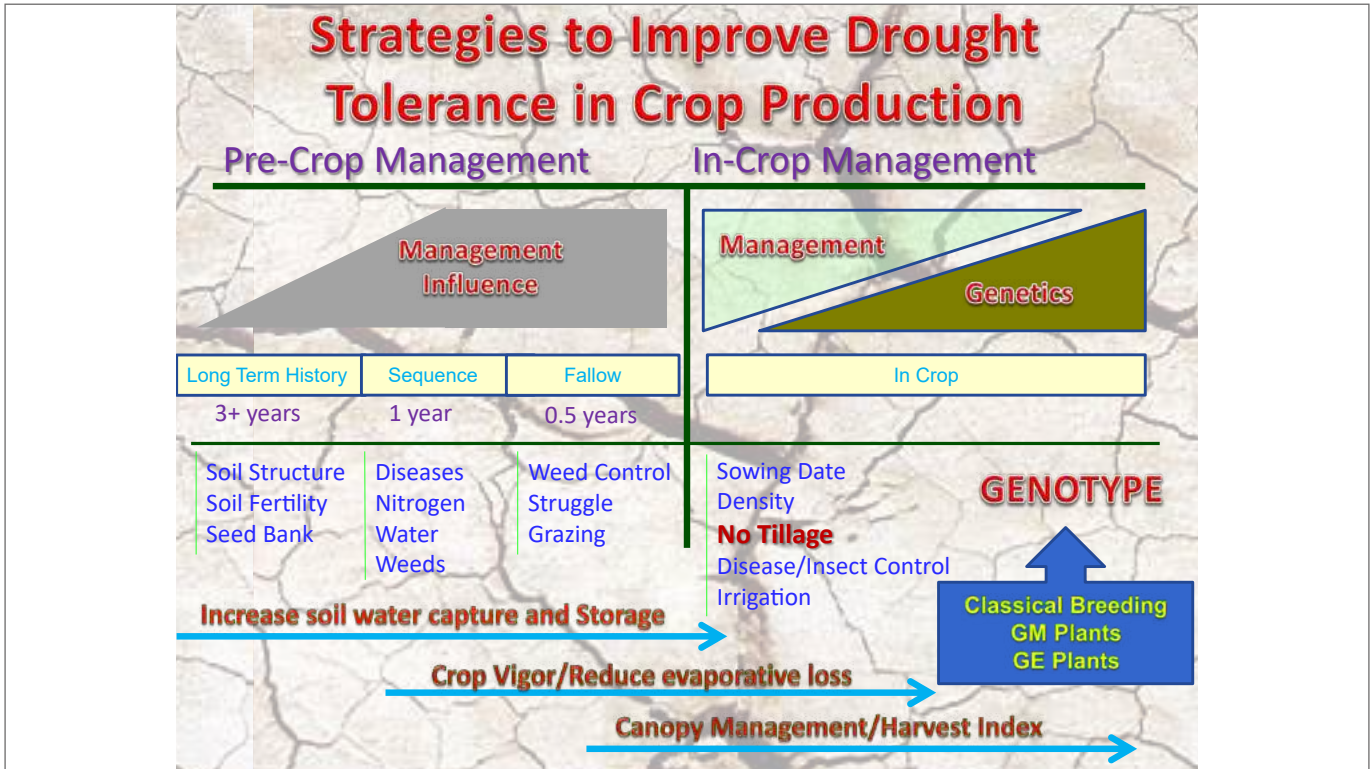 Strategies to Improve Drought
Tolerance in Crop Production
Pre-Crop Management
In-Crop Management
Management
Influence
Management
Genetics
Long Term History
Sequence
Fallow
In Crop
3+ years
1 year
0.5 years
Soil Structure
Soil Fertility
Seed Bank
Diseases
Nitrogen
Water
Weeds
Weed Control
Struggle
Grazing
Sowing Date
Density
No Tillage
Disease/Insect Control
Irrigation
GENOTYPE
Classical Breeding
GM Plants
GE Plants
Increase soil water capture and Storage
Crop Vigor/Reduce evaporative loss
Canopy Management/Harvest Index